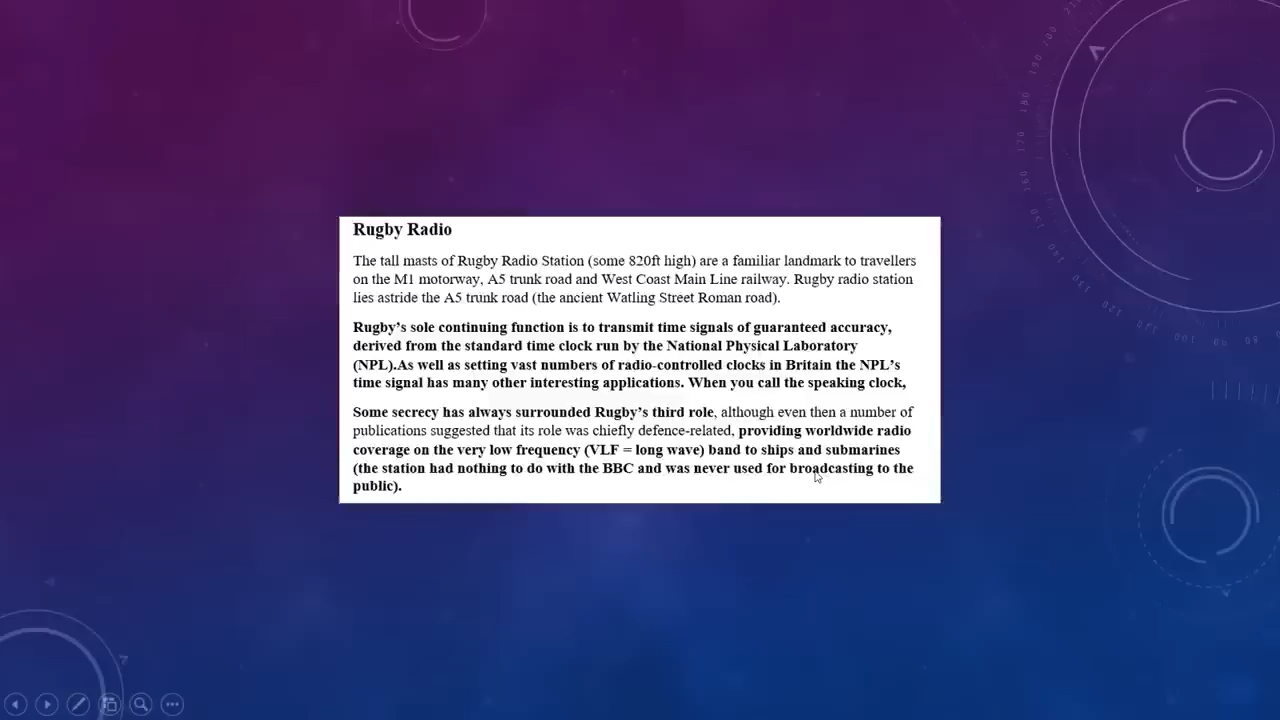 Rugby Radio
The tall masts of Rugby Radio Station (some 820ft high) are a familiar landmark to travellers
on the M1 motorway, A5 trunk road and West Coast Main Line railway. Rugby radio station
lies astride the A5 trunk road (the ancient Watling Street Roman road).
Rugby's sole continuing function is to transmit time signals of guaranteed accuracy,
derived from the standard time clock run by the National Physical Laboratory
(NPL).As well as setting vast numbers of radio-controlled clocks in Britain the NPL's
time signal has many other interesting applications. When you call the speaking clock,
Some secrecy has always surrounded Rugby's third role, although even then a number of
publications suggested that its role was chiefly defence-related, providing worldwide radio
coverage on the very low frequency (VLF = long wave) band to ships and submarines
(the station had nothing to do with the BBC and was never used for broadcasting to the
public).